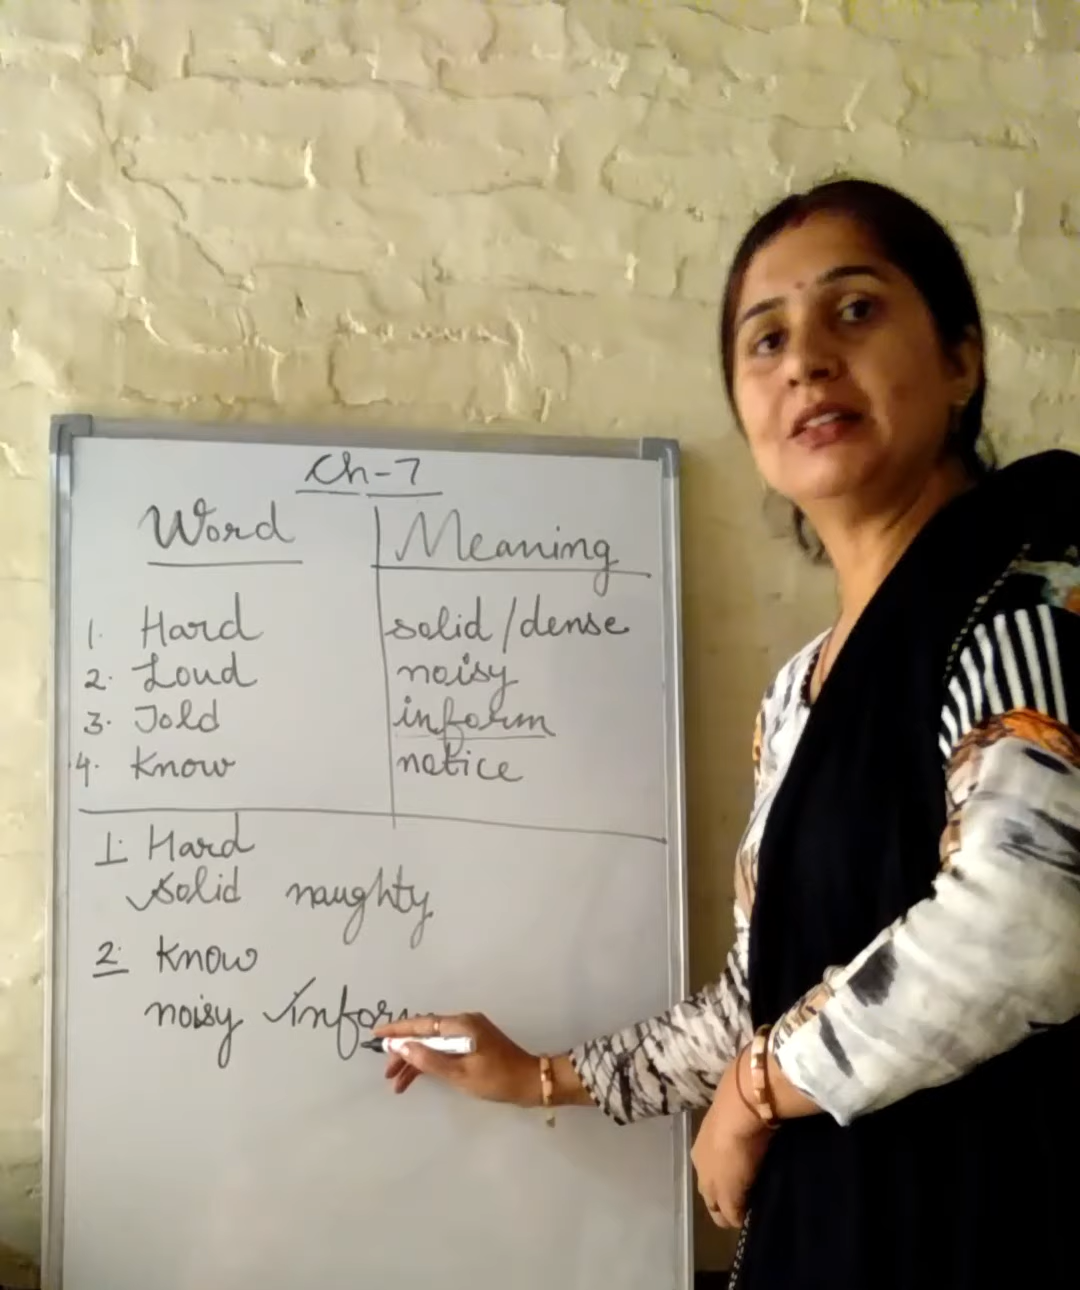 Ch-7
Word Meaning
1. Hard solid/dense
2. Loud noisy
3. Told inform
4. Know notice
1. Hard
✓solid naughty
2. Know
noisy ✓inform